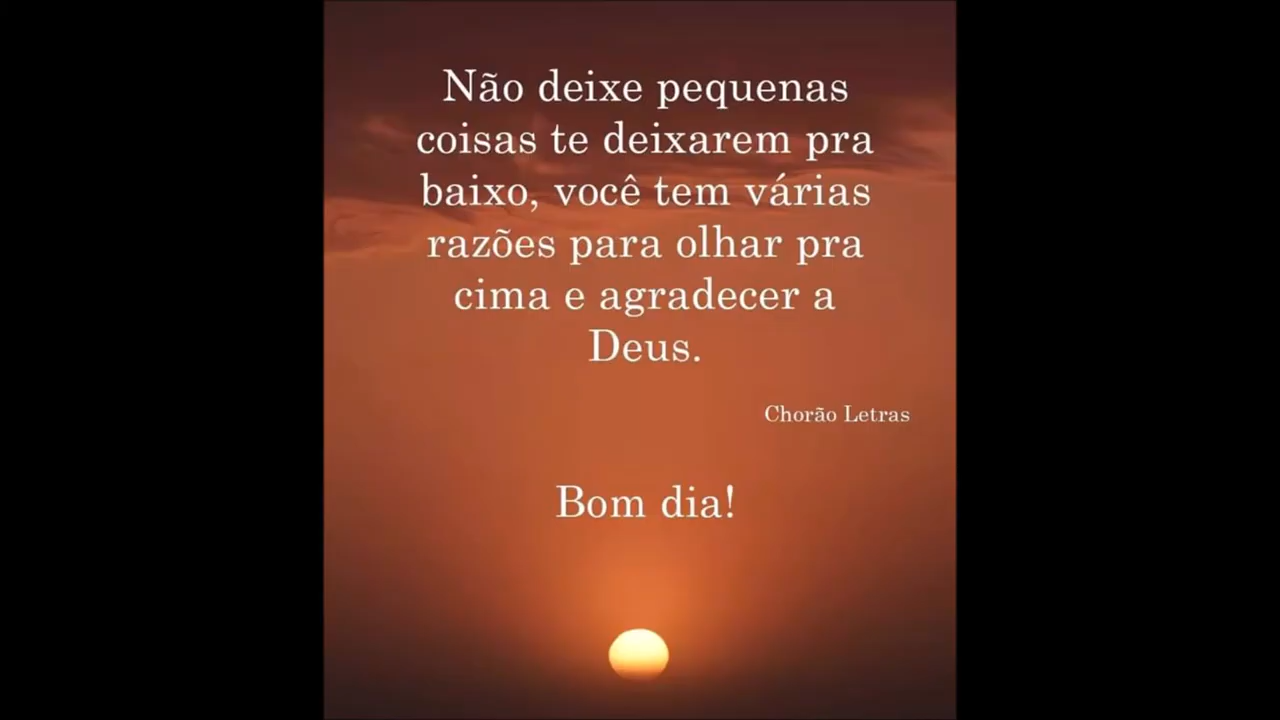 Não deixe pequenas
coisas te deixarem pra
baixo, você tem várias
razões para olhar pra
cima e agradecer a
Deus.
Chorão Letras
Bom dia!